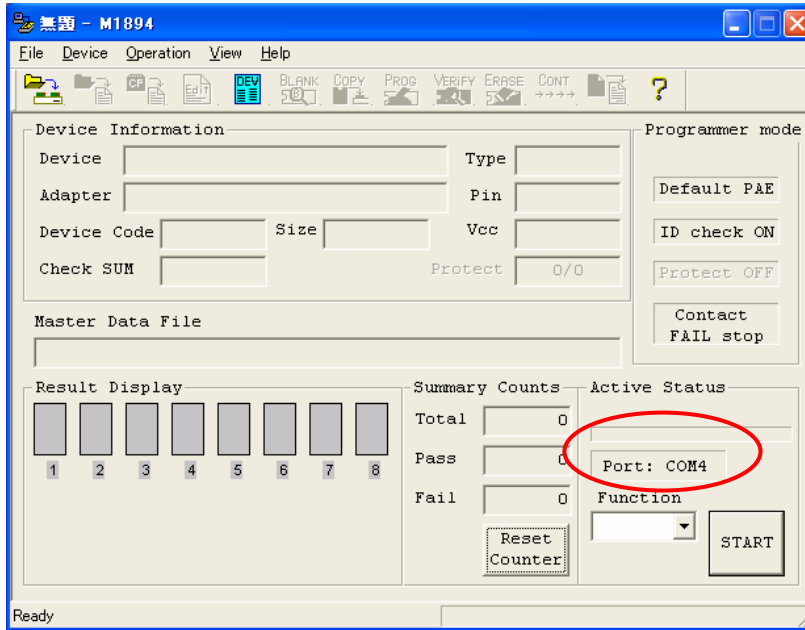 無題 - M1894
File Device Operation View Help
CF Edit DEV BLANK COPY PROG VERIFY ERASE CONT ?
Device Information
Programmer mode
Device
Type
Adapter
Pin
Default PAE
Device Code
Size
Vcc
ID check ON
Check SUM
Protect 0/0
Protect OFF
Master Data File
Contact
FAIL stop
Result Display
1 2 3 4 5 6 7 8
Summary Counts
Total 0
Pass 0
Fail 0
Reset
Counter
Active Status
Port: COM4
Function
START
Ready